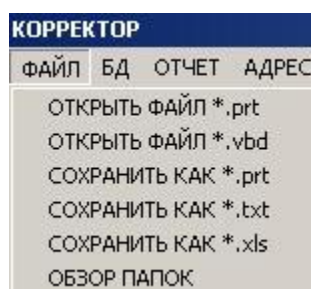 КОРРЕКТОР
ФАЙЛ БД ОТЧЕТ АДРЕС
ОТКРЫТЬ ФАЙЛ *.prt
ОТКРЫТЬ ФАЙЛ *.vbd
СОХРАНИТЬ КАК *.prt
СОХРАНИТЬ КАК *.txt
СОХРАНИТЬ КАК *.xls
ОБЗОР ПАПОК